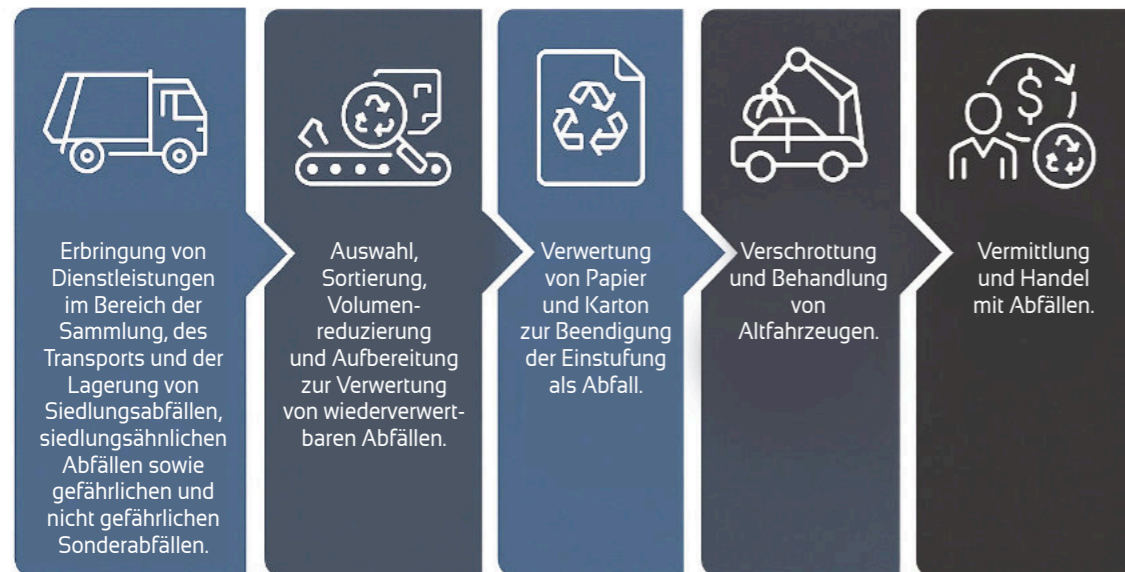 Erbringung von
Dienstleistungen
im Bereich der
Sammlung, des
Transports und der
Lagerung von
Siedlungsabfällen,
siedlungsähnlichen
Abfällen sowie
gefährlichen und
nicht gefährlichen
Sonderabfällen.
Auswahl,
Sortierung,
Volumen-
reduzierung
und Aufbereitung
zur Verwertung
von wiederverwert-
baren Abfällen.
Verwertung
von Papier
und Karton
zur Beendigung
der Einstufung
als Abfall.
Verschrottung
und Behandlung
von
Altfahrzeugen.
$
Vermittlung
und Handel
mit Abfällen.